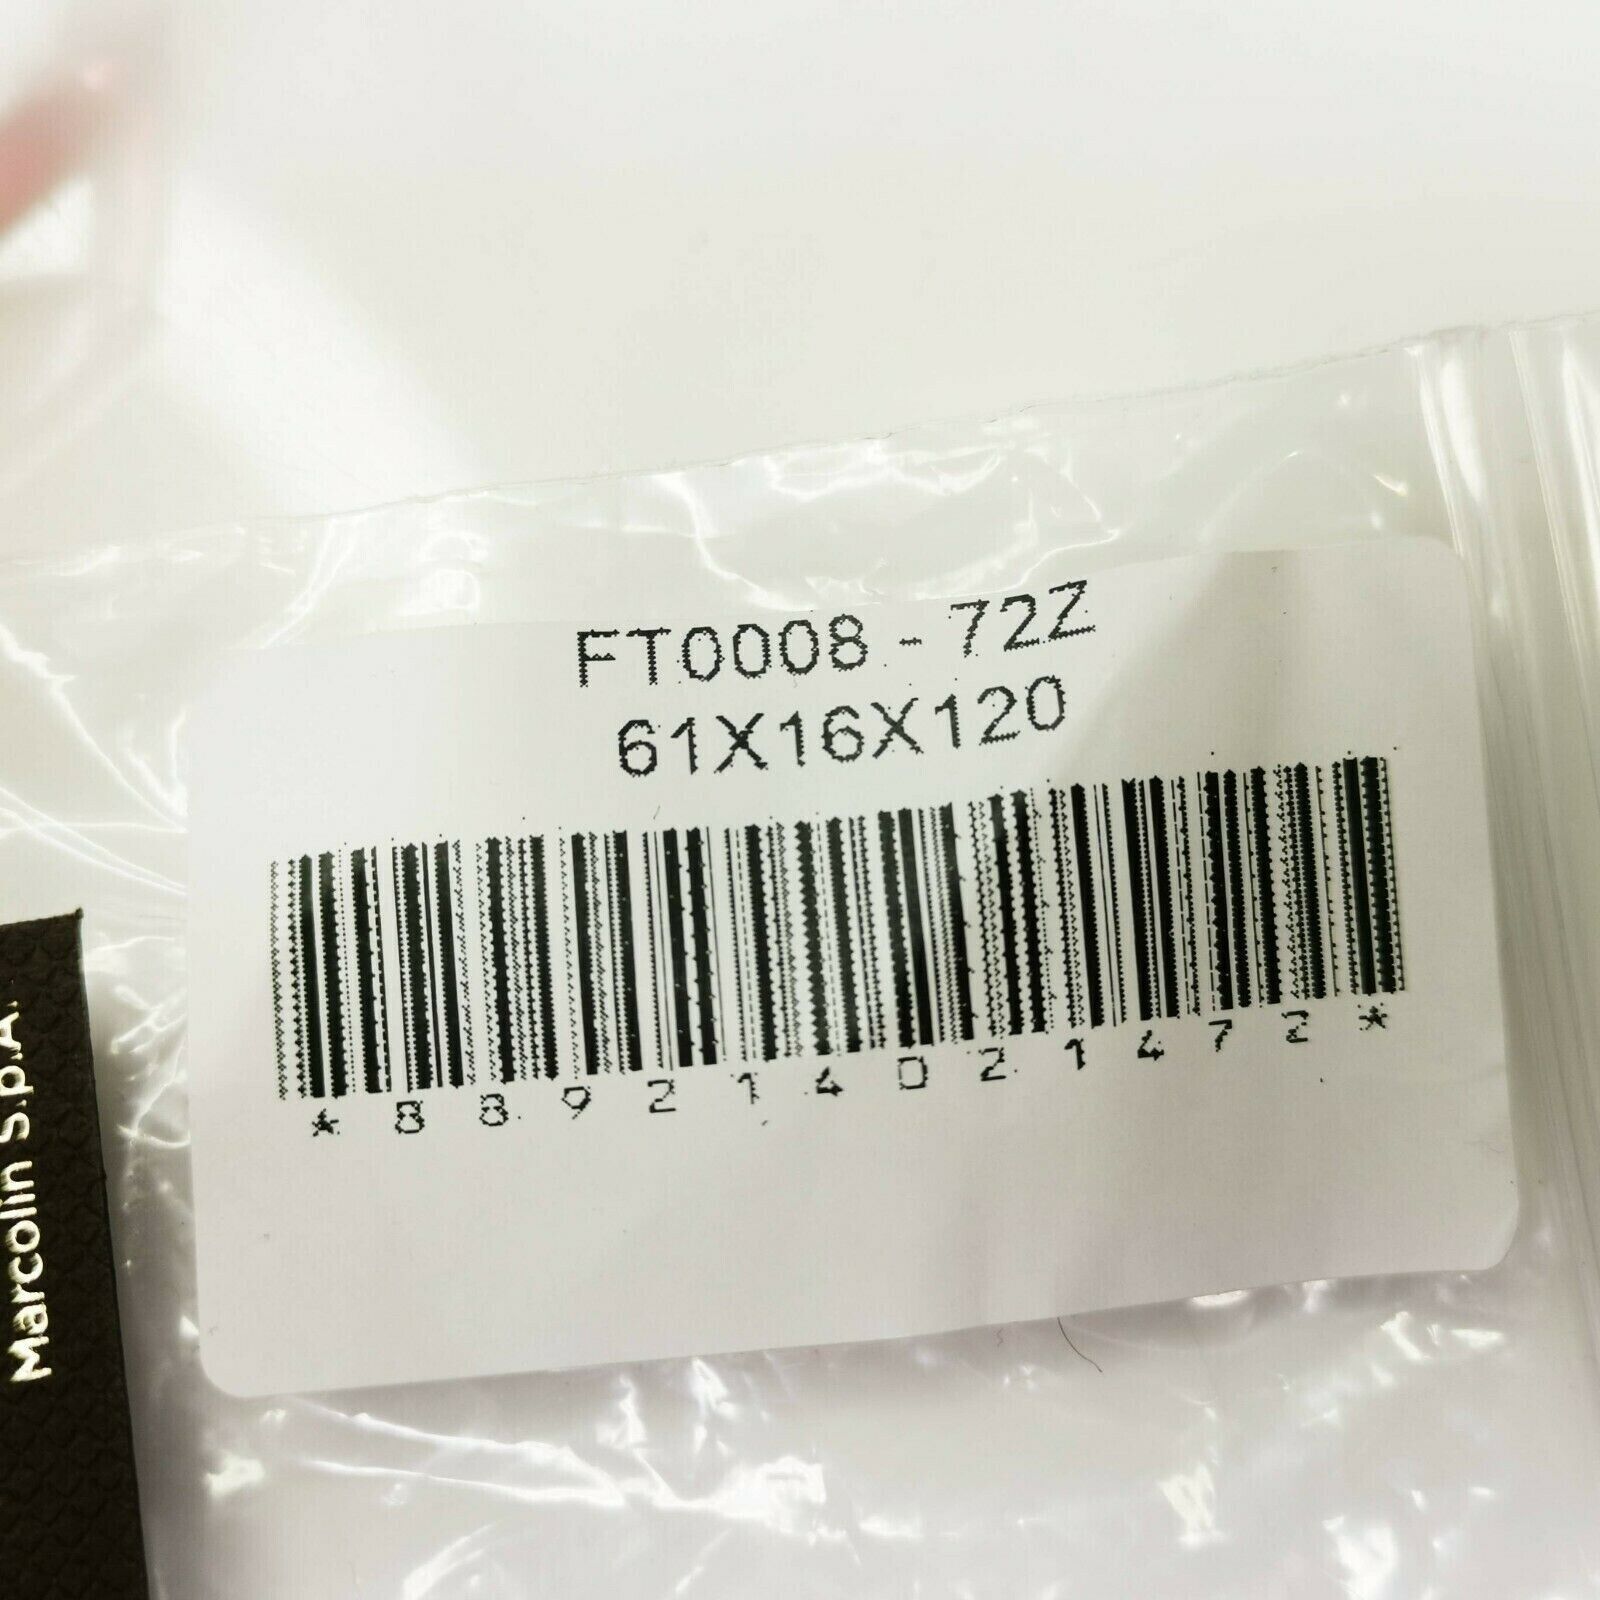 FT0008 - 72Z
61X16X120
*889214021472*
Marcolin S.p.A.